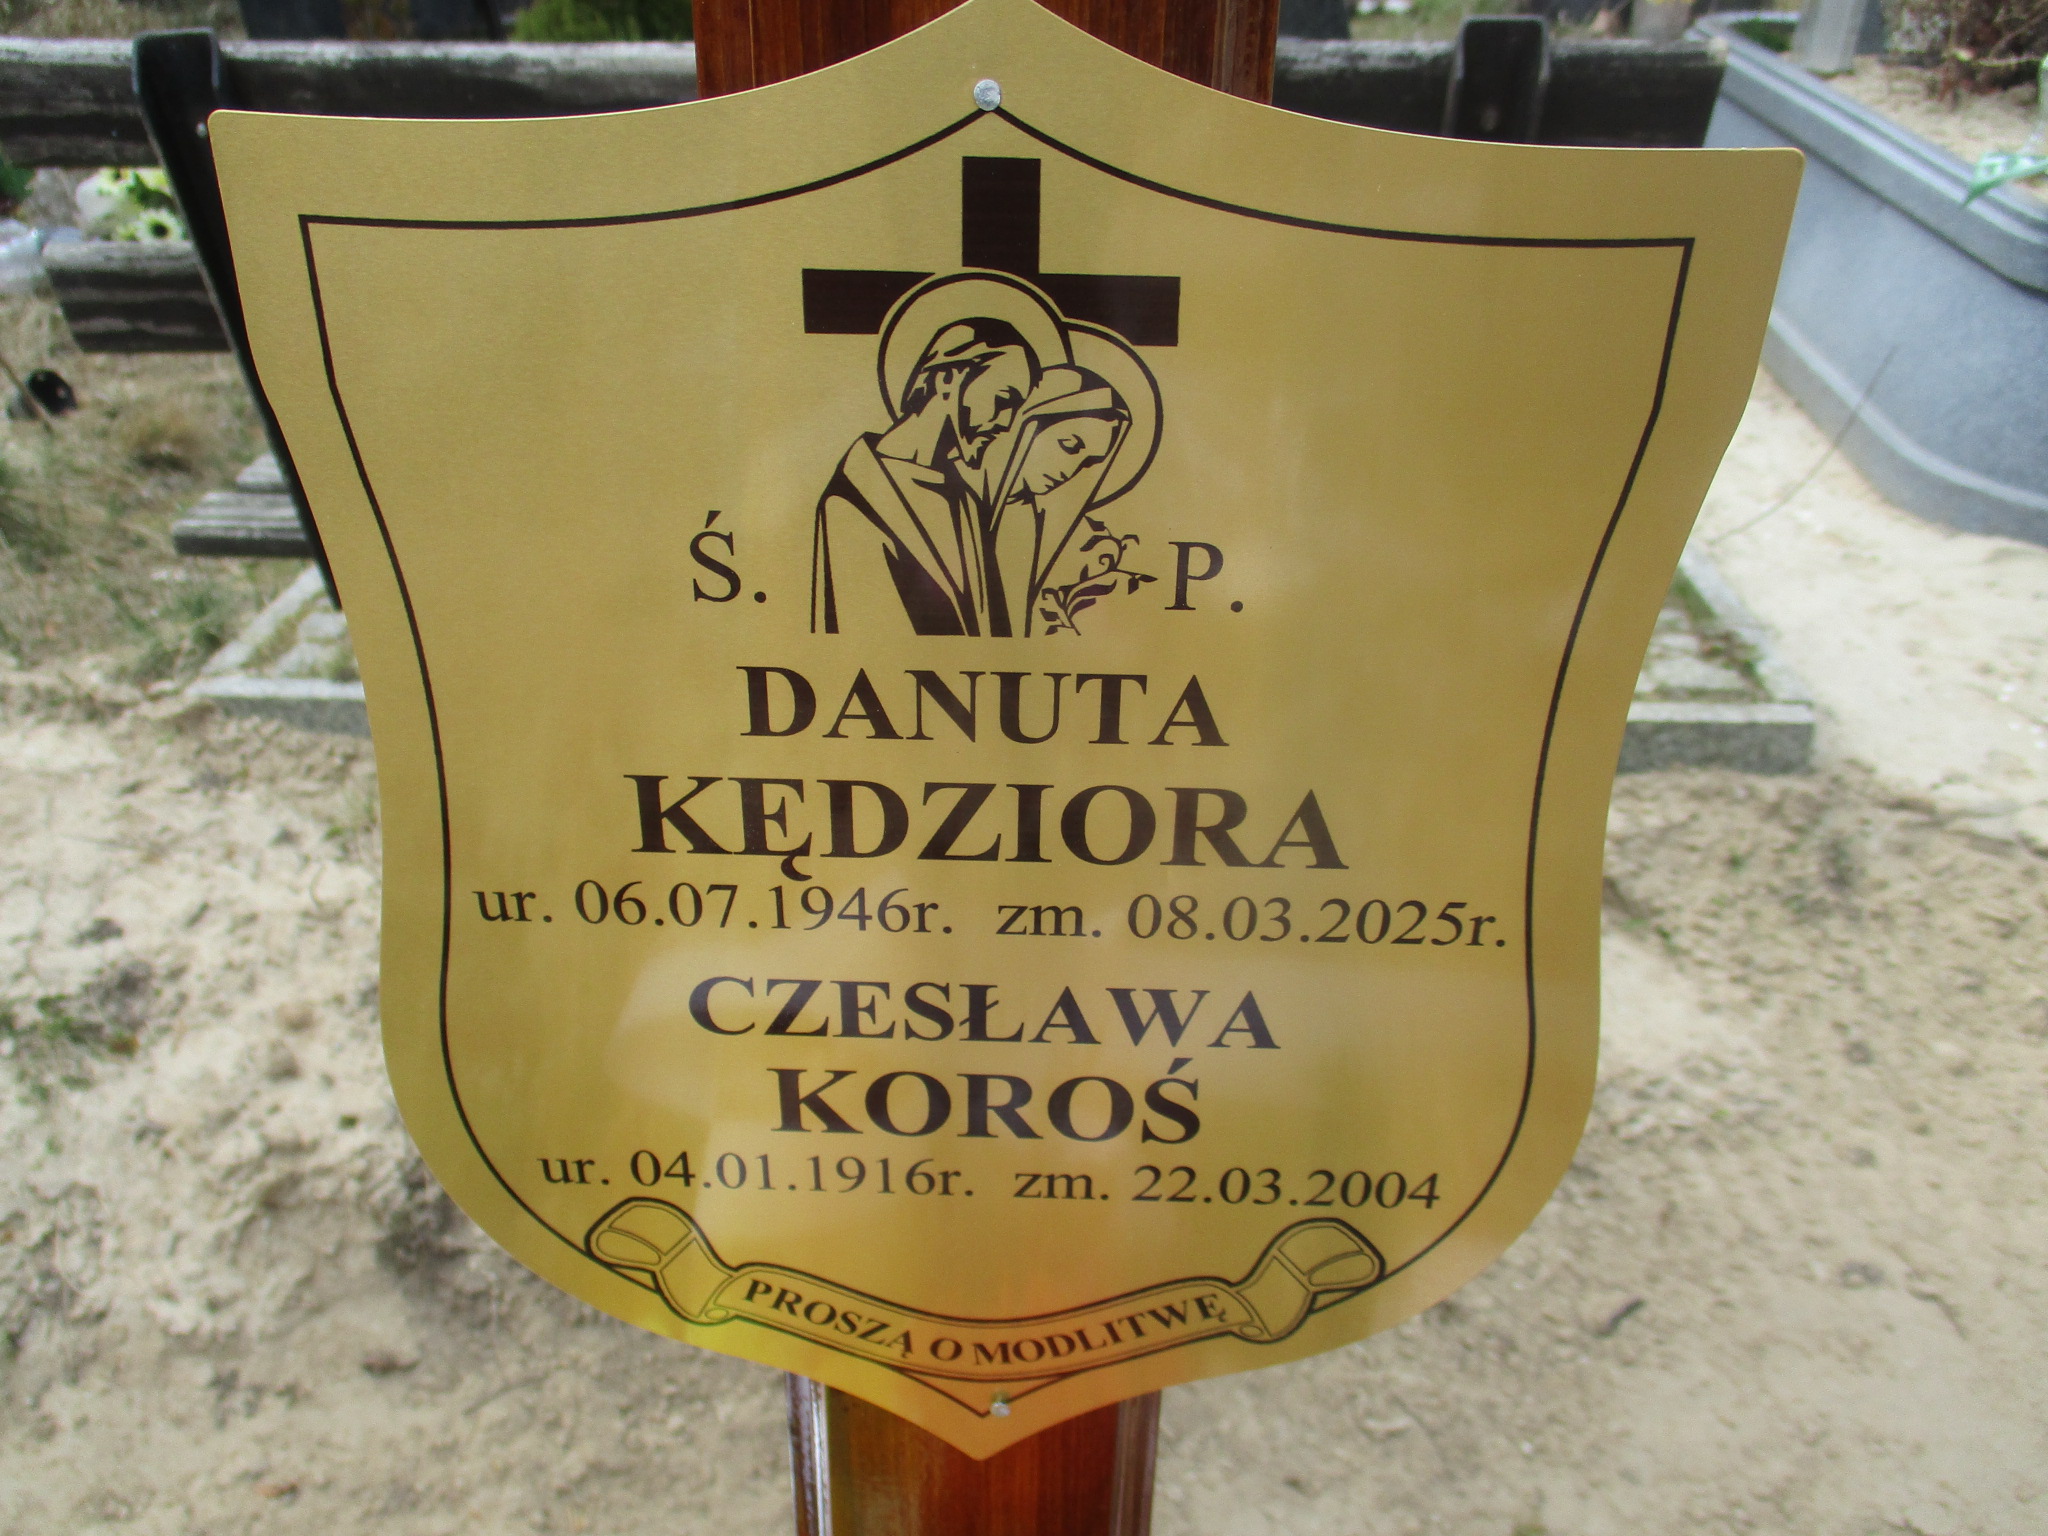 Ś. P.
DANUTA
KĘDZIORA
ur. 06.07.1946r. zm. 08.03.2025r.
CZESŁAWA
KOROŚ
ur. 04.01.1916r. zm. 22.03.2004
PROSZĄ O MODLITWĘ